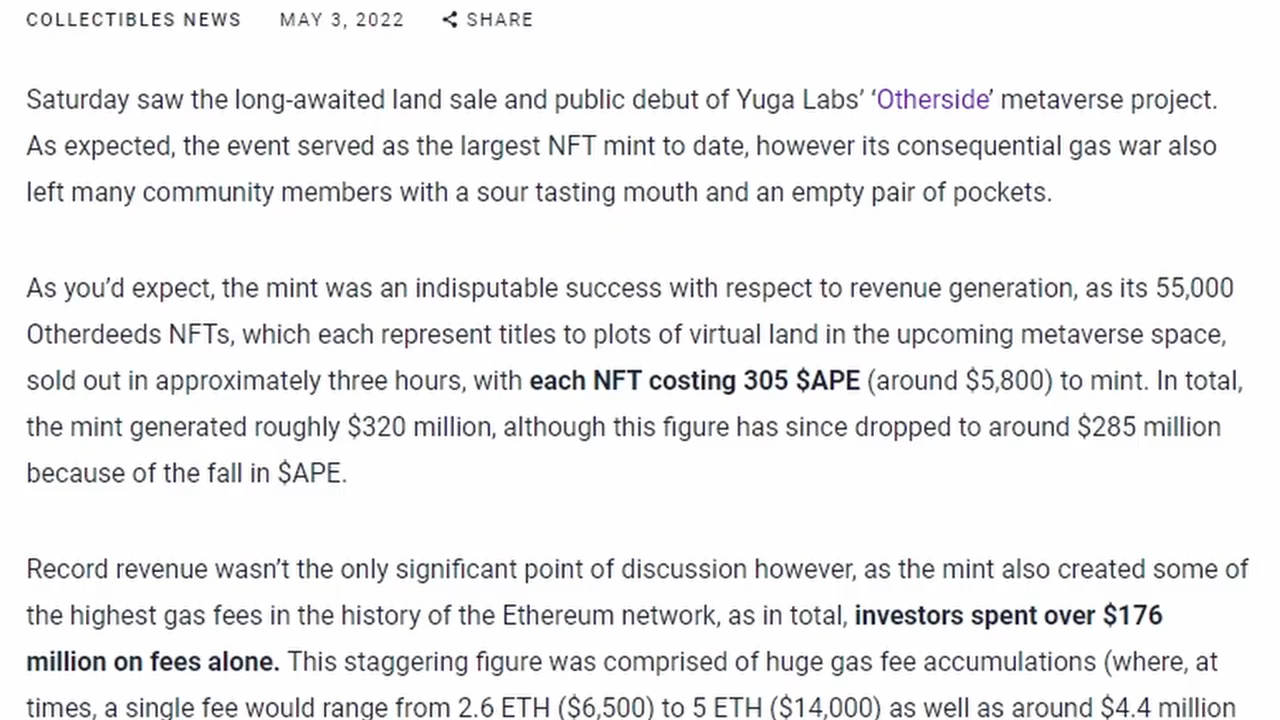 COLLECTIBLES NEWS MAY 3, 2022 SHARE
Saturday saw the long-awaited land sale and public debut of Yuga Labs’ ‘Otherside’ metaverse project.
As expected, the event served as the largest NFT mint to date, however its consequential gas war also
left many community members with a sour tasting mouth and an empty pair of pockets.
As you’d expect, the mint was an indisputable success with respect to revenue generation, as its 55,000
Otherdeeds NFTs, which each represent titles to plots of virtual land in the upcoming metaverse space,
sold out in approximately three hours, with each NFT costing 305 $APE (around $5,800) to mint. In total,
the mint generated roughly $320 million, although this figure has since dropped to around $285 million
because of the fall in $APE.
Record revenue wasn’t the only significant point of discussion however, as the mint also created some of
the highest gas fees in the history of the Ethereum network, as in total, investors spent over $176
million on fees alone. This staggering figure was comprised of huge gas fee accumulations (where, at
times, a single fee would range from 2.6 ETH ($6,500) to 5 ETH ($14,000) as well as around $4.4 million